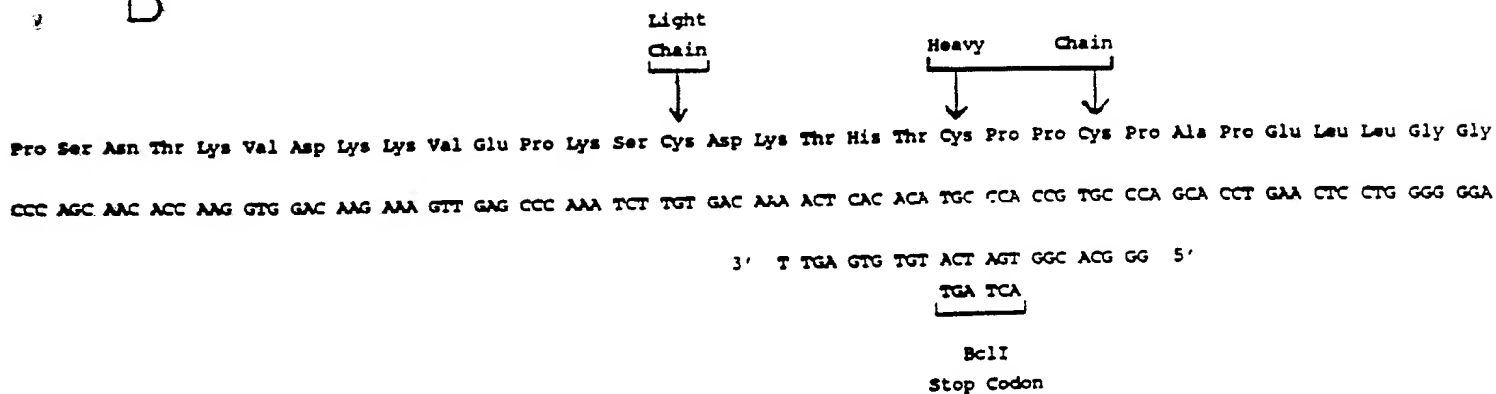 B
Light
Chain
Heavy Chain
Pro Ser Asn Thr Lys Val Asp Lys Lys Val Glu Pro Lys Ser Cys Asp Lys Thr His Thr Cys Pro Pro Cys Pro Ala Pro Glu Leu Leu Gly Gly
CCC AGC AAC ACC AAG GTG GAC AAG AAA GTT GAG CCC AAA TCT TGT GAC AAA ACT CAC ACA TGC CCA CCG TGC CCA GCA CCT GAA CTC CTG GGG GGA
3' T TGA GTG TGT ACT AGT GGC ACG GG 5'
TGA TCA
BclI
Stop Codon